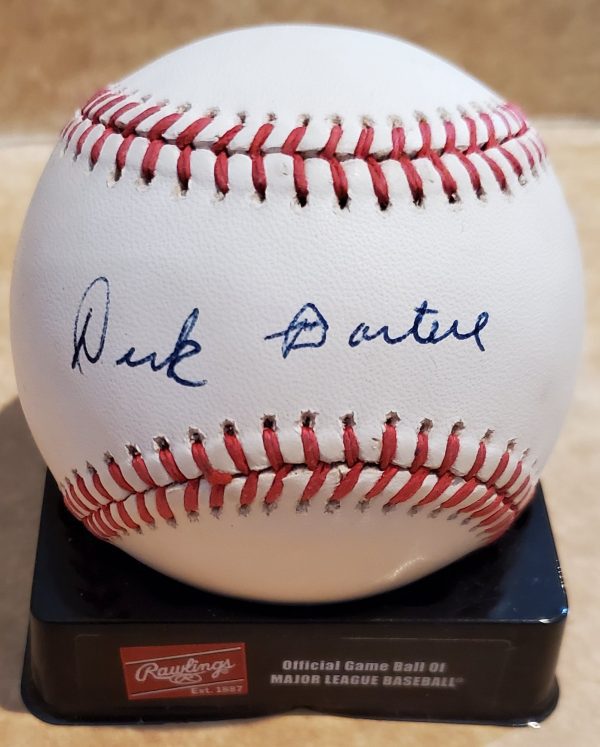 Dick Bartell
Rawlings
Est. 1887
Official Game Ball Of
MAJOR LEAGUE BASEBALL®